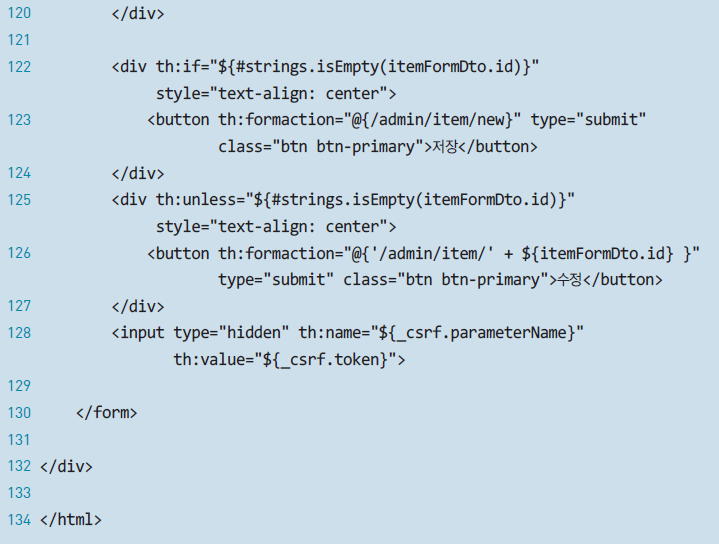 120         </div>
121
122         <div th:if="${#strings.isEmpty(itemFormDto.id)}"
                 style="text-align: center">
123             <button th:formaction="@{/admin/item/new}" type="submit"
                        class="btn btn-primary">저장</button>
124         </div>
125         <div th:unless="${#strings.isEmpty(itemFormDto.id)}"
                 style="text-align: center">
126             <button th:formaction="@{'/admin/item/' + ${itemFormDto.id} }"
                        type="submit" class="btn btn-primary">수정</button>
127         </div>
128         <input type="hidden" th:name="${_csrf.parameterName}"
                   th:value="${_csrf.token}">
129
130     </form>
131
132 </div>
133
134 </html>